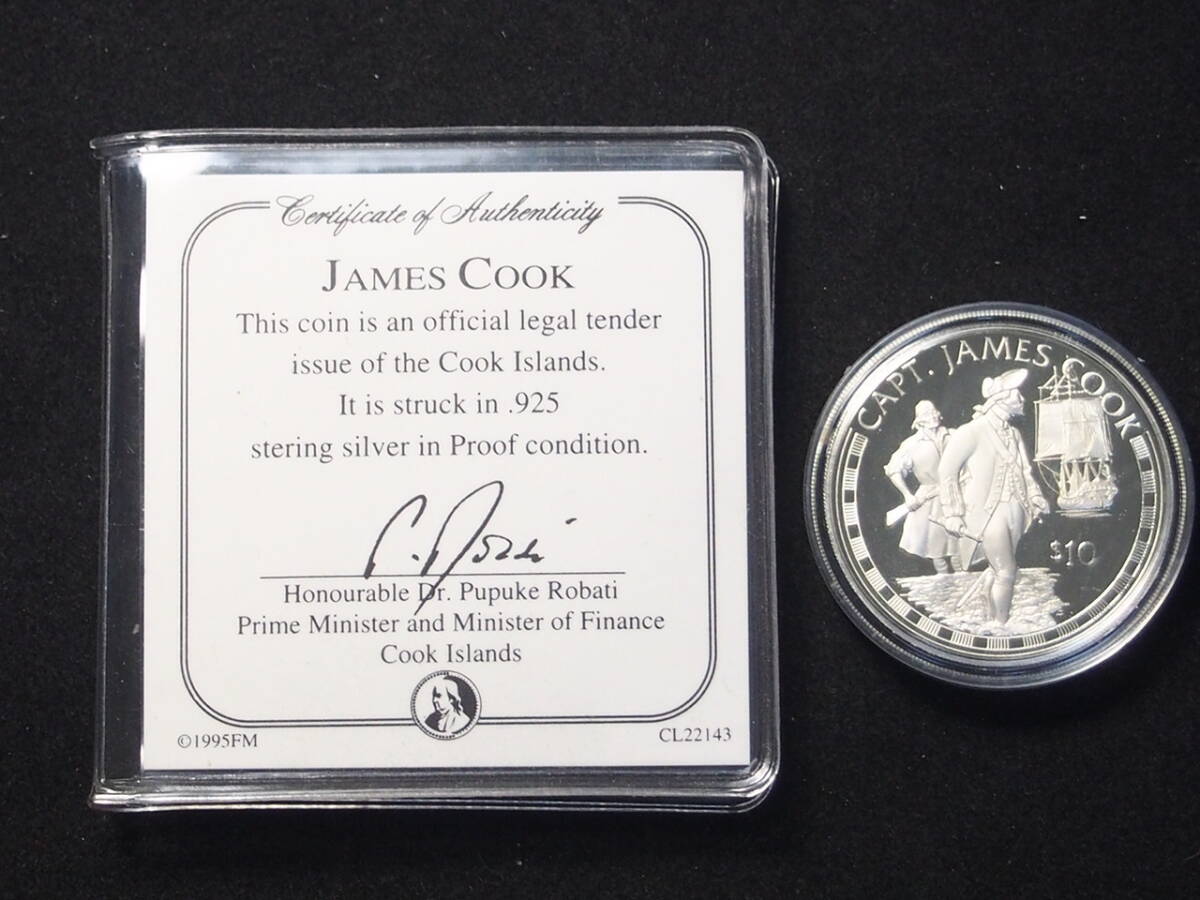 Certificate of Authenticity
JAMES COOK
This coin is an official legal tender
issue of the Cook Islands.
It is struck in .925
stering silver in Proof condition.
Honourable Dr. Pupuke Robati
Prime Minister and Minister of Finance
Cook Islands
©1995FM
CL22143
CAPT. JAMES COOK
$10